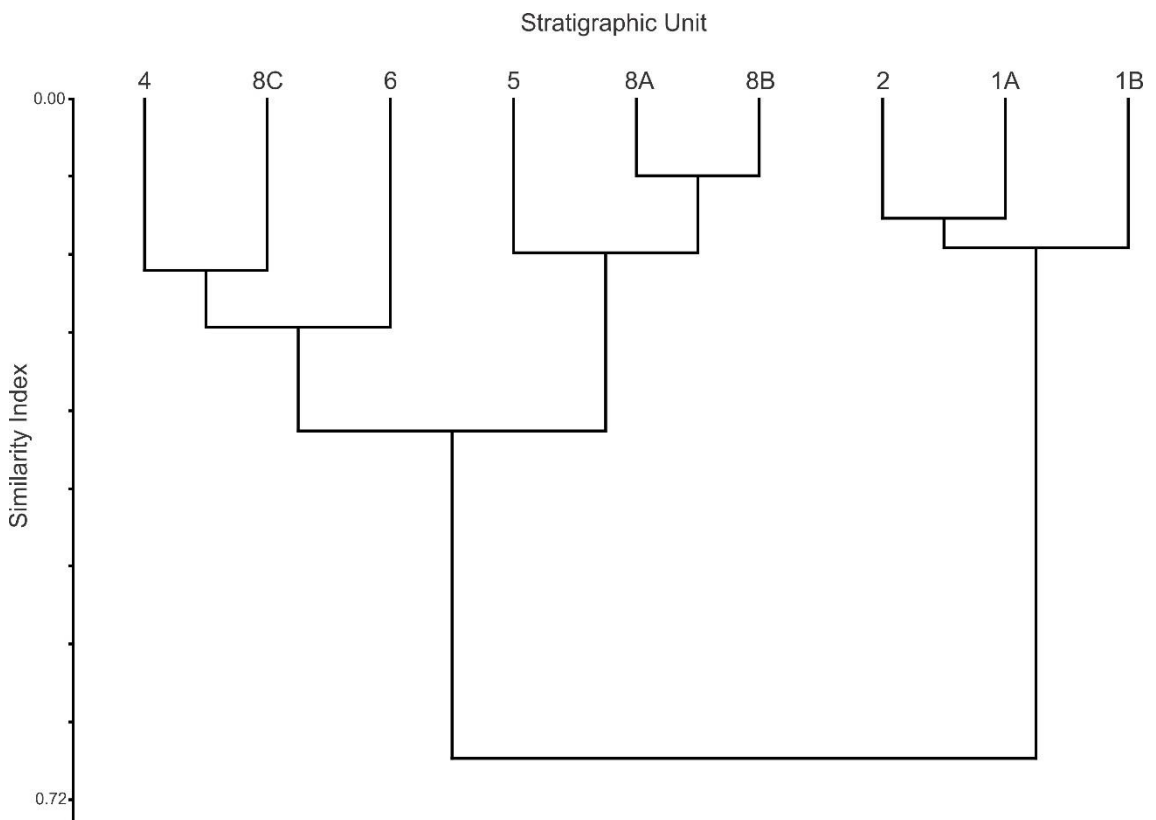 Stratigraphic Unit
4 8C 6 5 8A 8B 2 1A 1B
0.00
Similarity Index
0.72